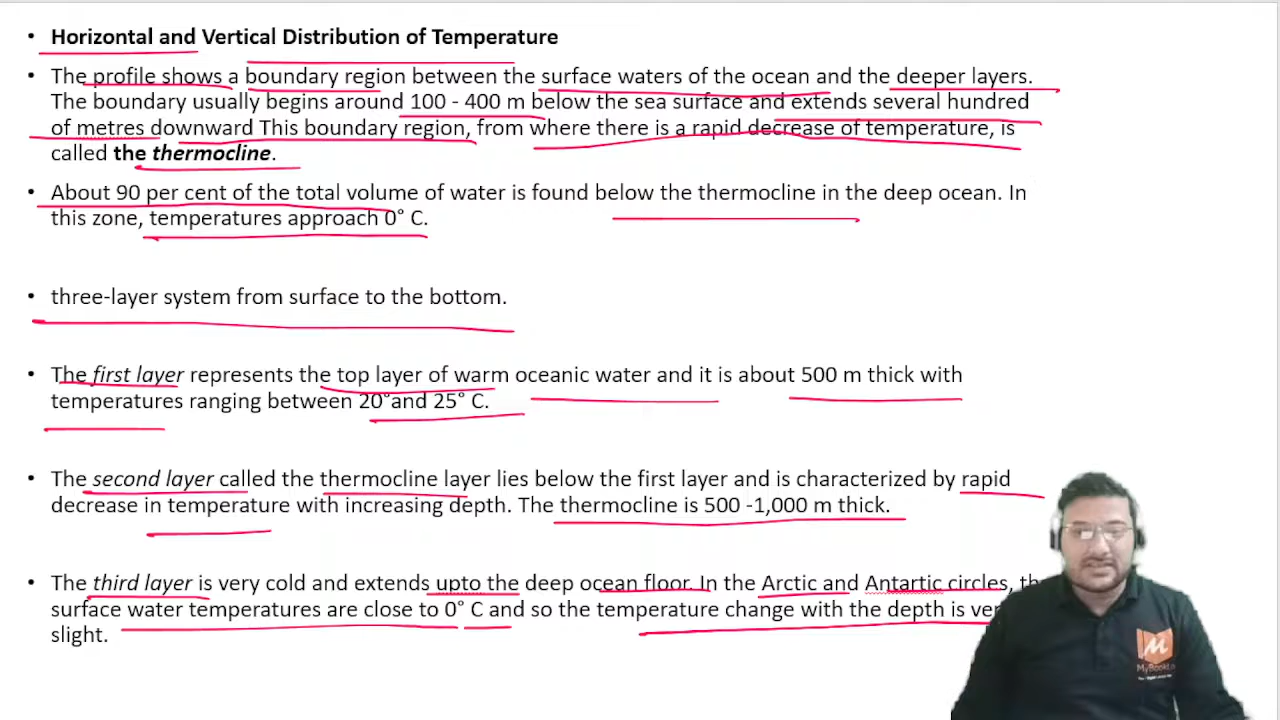 • Horizontal and Vertical Distribution of Temperature
• The profile shows a boundary region between the surface waters of the ocean and the deeper layers.
The boundary usually begins around 100 - 400 m below the sea surface and extends several hundred
of metres downward This boundary region, from where there is a rapid decrease of temperature, is
called the thermocline.
• About 90 per cent of the total volume of water is found below the thermocline in the deep ocean. In
this zone, temperatures approach 0° C.
• three-layer system from surface to the bottom.
• The first layer represents the top layer of warm oceanic water and it is about 500 m thick with
temperatures ranging between 20° and 25° C.
• The second layer called the thermocline layer lies below the first layer and is characterized by rapid
decrease in temperature with increasing depth. The thermocline is 500 -1,000 m thick.
• The third layer is very cold and extends upto the deep ocean floor. In the Arctic and Antartic circles,
surface water temperatures are close to 0° C and so the temperature change with the depth is
slight.